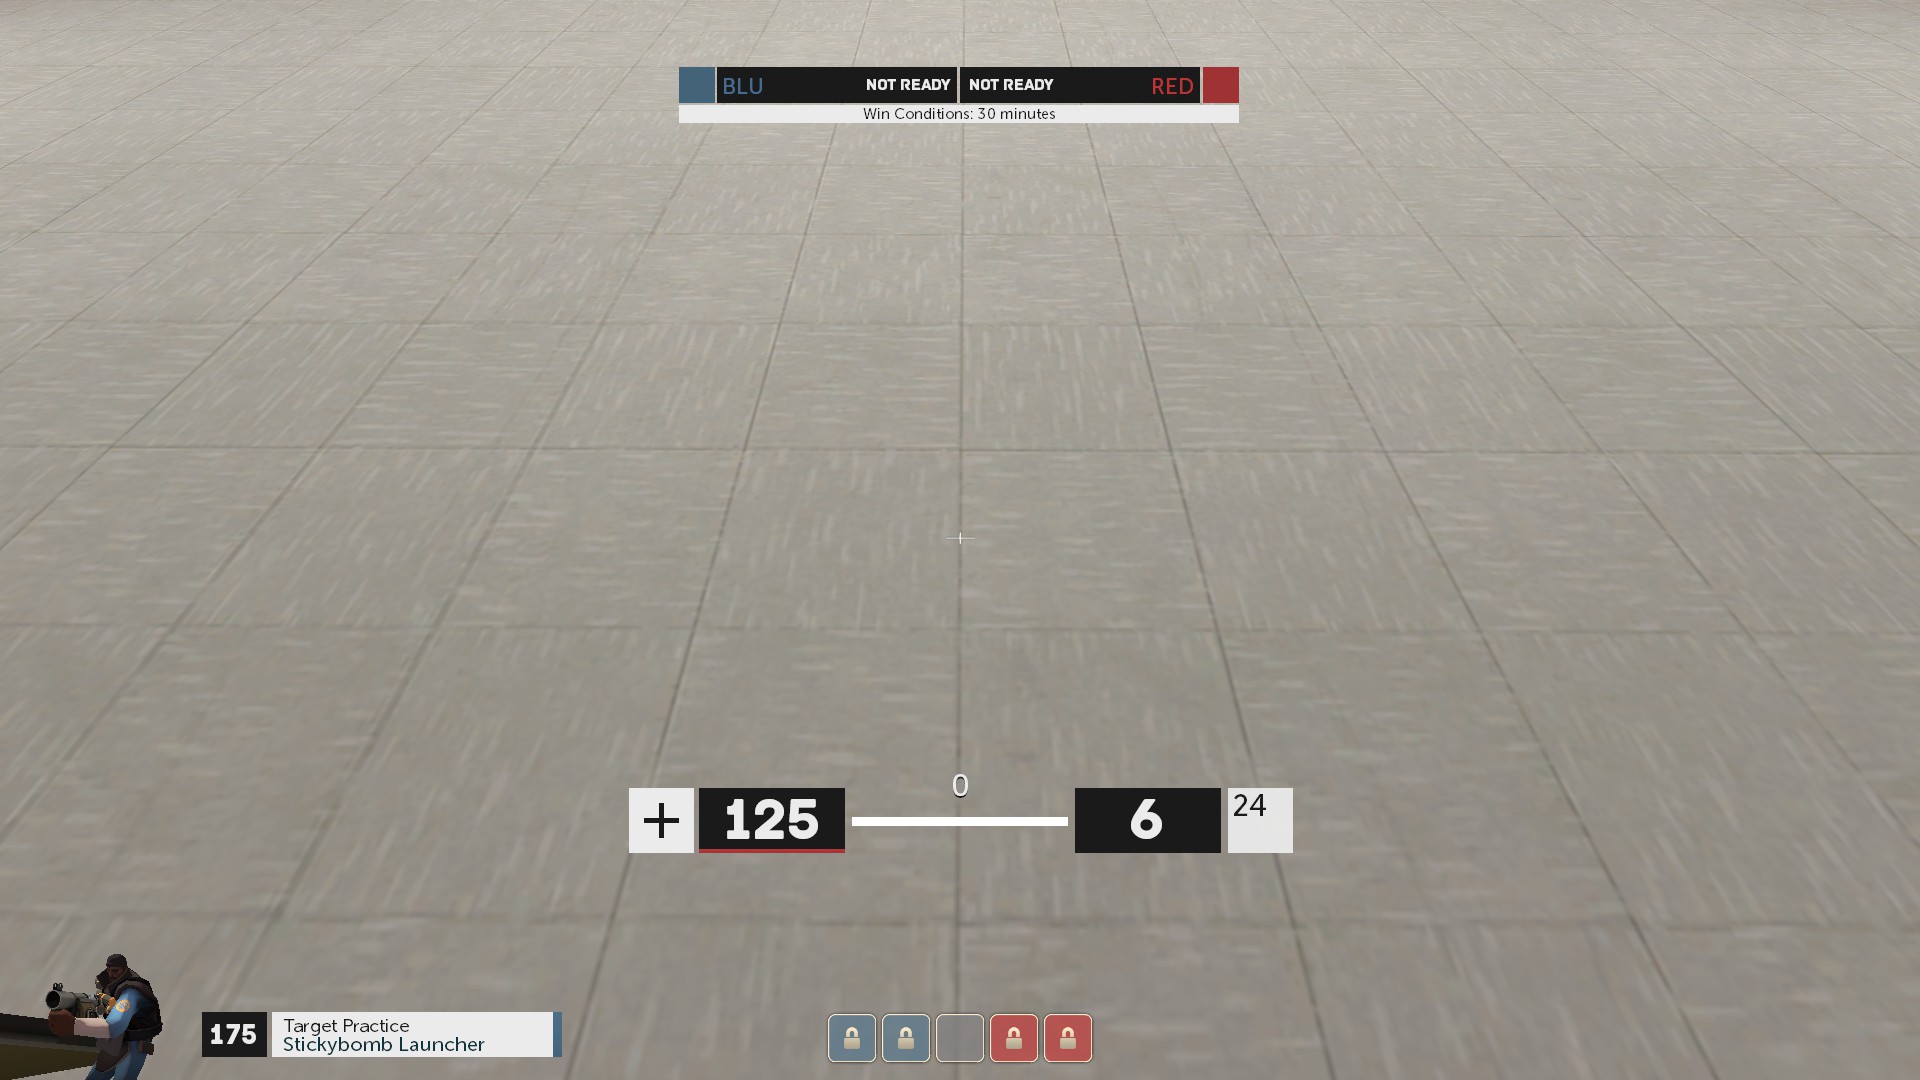 BLU NOT READY NOT READY RED
Win Conditions: 30 minutes
0
125 6 24
175 Target Practice
Stickybomb Launcher